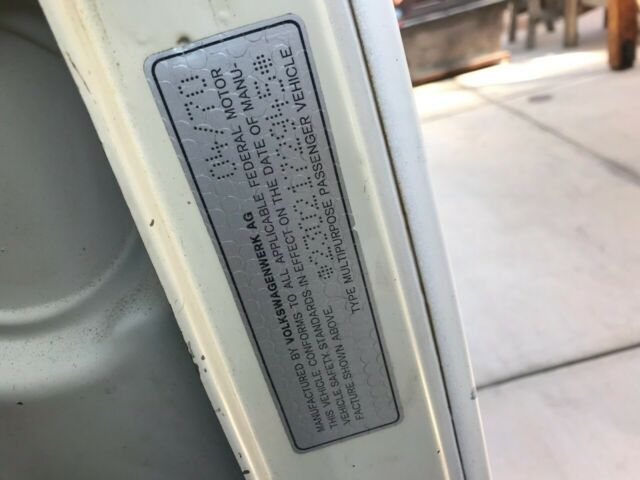 04/70
MANUFACTURED BY VOLKSWAGENWERK AG
THIS VEHICLE CONFORMS TO ALL APPLICABLE FEDERAL MOTOR
VEHICLE SAFETY STANDARDS IN EFFECT ON THE DATE OF MANU-
FACTURE SHOWN ABOVE.
TYPE MULTIPURPOSE PASSENGER VEHICLE